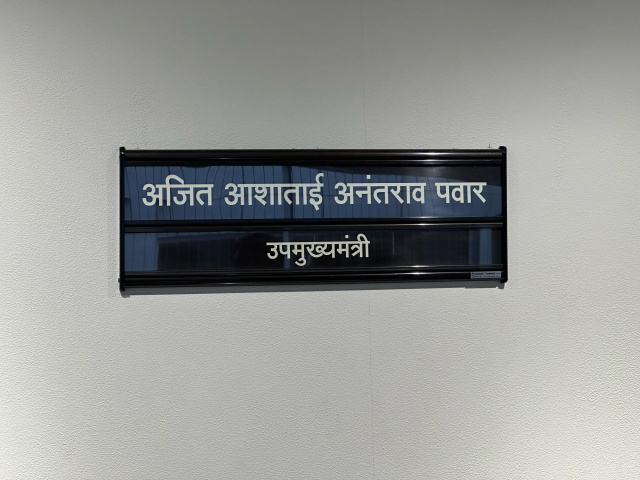 अजित आशाताई अनंतराव पवार
उपमुख्यमंत्री